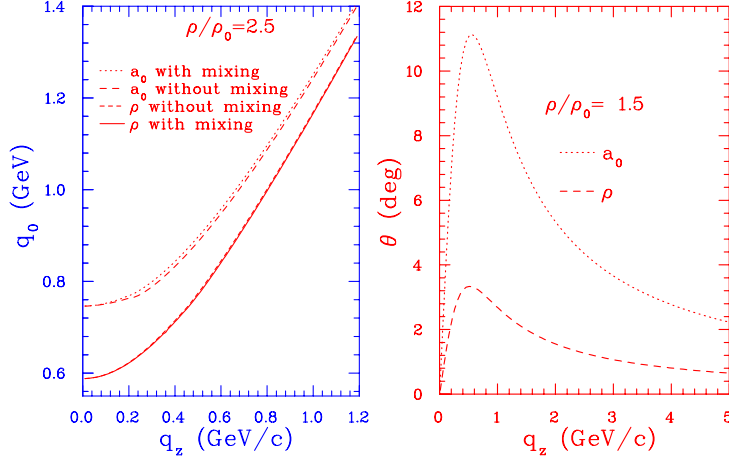 ρ/ρ₀=2.5
a₀ with mixing
a₀ without mixing
ρ without mixing
ρ with mixing
1.4
1.2
1.0
0.8
0.6
q₀ (GeV)
0.0 0.2 0.4 0.6 0.8 1.0 1.2
q_z (GeV/c)
ρ/ρ₀= 1.5
a₀
ρ
12
10
8
6
4
2
0
θ (deg)
0 1 2 3 4 5
q_z (GeV/c)